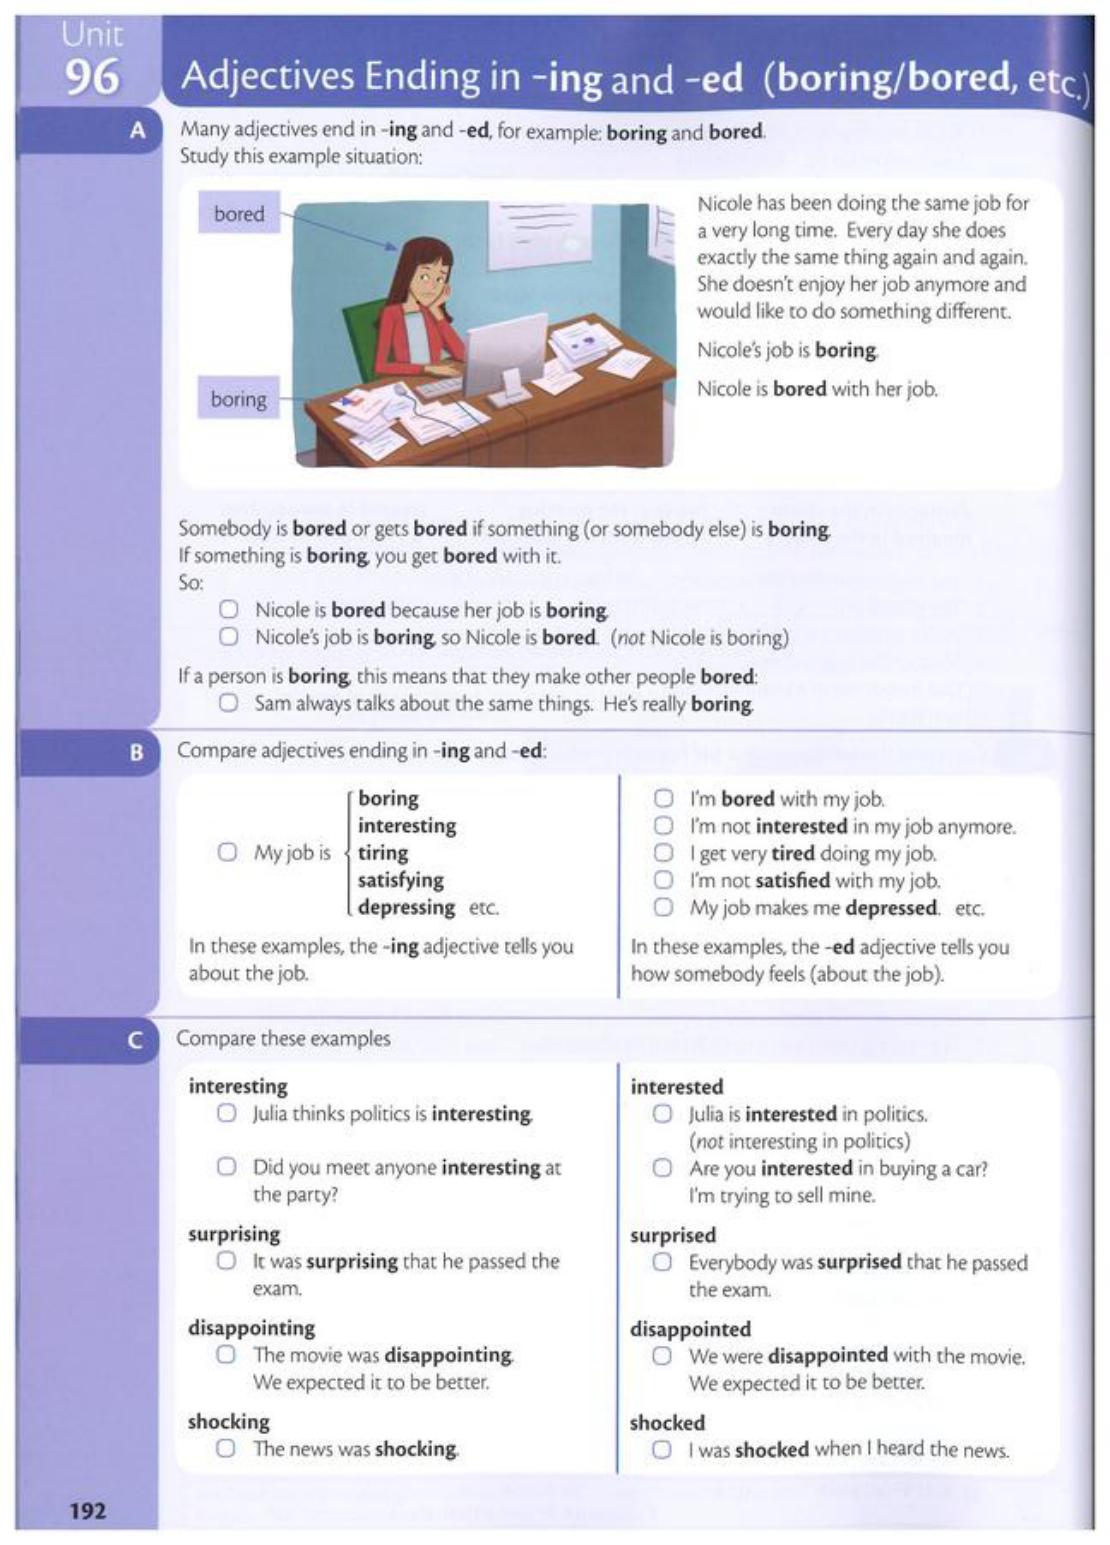 Unit
96
Adjectives Ending in -ing and -ed (boring/bored, etc.)
A
Many adjectives end in -ing and -ed, for example: boring and bored.
Study this example situation:
bored
boring
Nicole has been doing the same job for
a very long time. Every day she does
exactly the same thing again and again.
She doesn't enjoy her job anymore and
would like to do something different.
Nicole's job is boring.
Nicole is bored with her job.
Somebody is bored or gets bored if something (or somebody else) is boring.
If something is boring, you get bored with it.
So:
Nicole is bored because her job is boring.
Nicole's job is boring, so Nicole is bored. (not Nicole is boring)
If a person is boring, this means that they make other people bored:
Sam always talks about the same things. He's really boring.
B
Compare adjectives ending in -ing and -ed:
My job is
boring
interesting
tiring
satisfying
depressing etc.
In these examples, the -ing adjective tells you
about the job.
I'm bored with my job.
I'm not interested in my job anymore.
I get very tired doing my job.
I'm not satisfied with my job.
My job makes me depressed. etc.
In these examples, the -ed adjective tells you
how somebody feels (about the job).
C
Compare these examples
interesting
Julia thinks politics is interesting.
Did you meet anyone interesting at
the party?
surprising
It was surprising that he passed the
exam.
disappointing
The movie was disappointing.
We expected it to be better.
shocking
The news was shocking.
interested
Julia is interested in politics.
(not interesting in politics)
Are you interested in buying a car?
I'm trying to sell mine.
surprised
Everybody was surprised that he passed
the exam.
disappointed
We were disappointed with the movie.
We expected it to be better.
shocked
I was shocked when I heard the news.
192